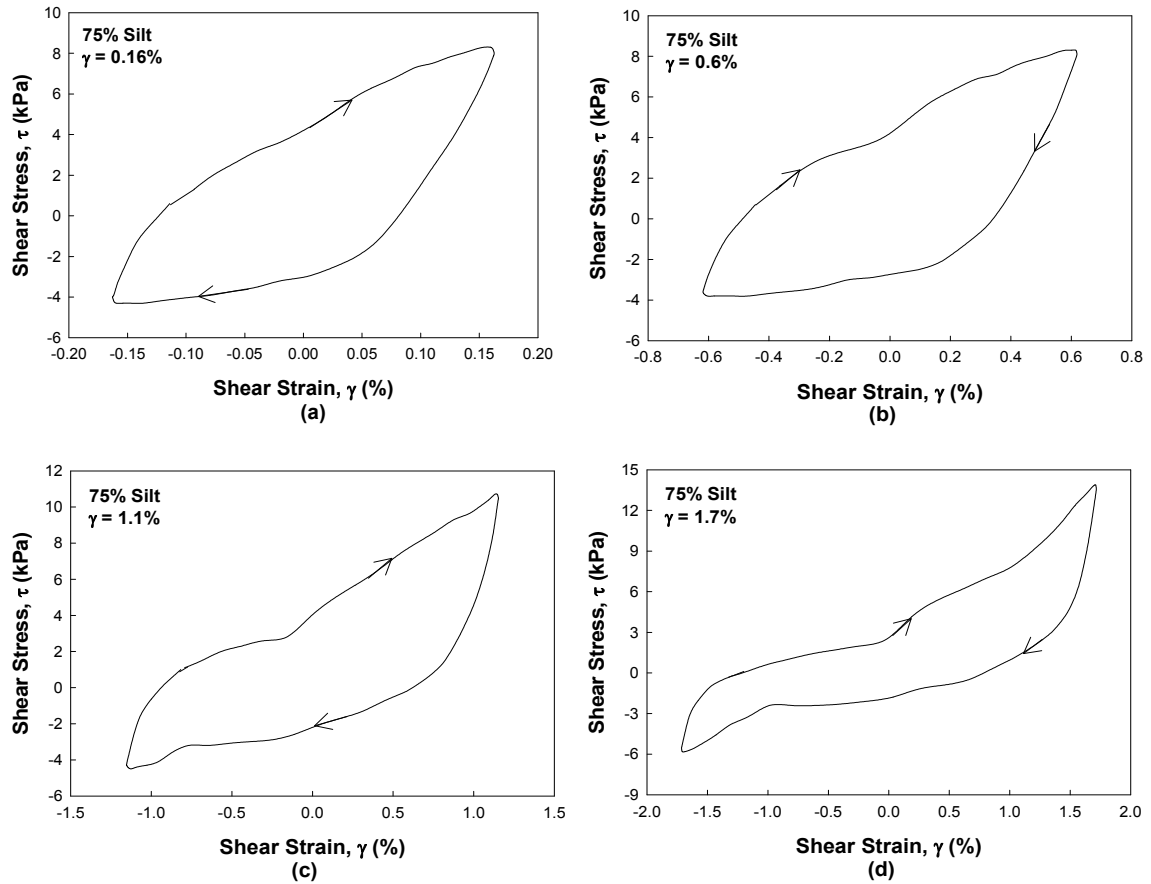 75% Silt
γ = 0.16%
10
8
6
4
2
0
-2
-4
-6
-0.20 -0.15 -0.10 -0.05 0.00 0.05 0.10 0.15 0.20
Shear Stress, τ (kPa)
Shear Strain, γ (%)
(a)
75% Silt
γ = 0.6%
10
8
6
4
2
0
-2
-4
-6
-0.8 -0.6 -0.4 -0.2 0.0 0.2 0.4 0.6 0.8
Shear Stress, τ (kPa)
Shear Strain, γ (%)
(b)
75% Silt
γ = 1.1%
12
10
8
6
4
2
0
-2
-4
-6
-1.5 -1.0 -0.5 0.0 0.5 1.0 1.5
Shear Stress, τ (kPa)
Shear Strain, γ (%)
(c)
75% Silt
γ = 1.7%
15
12
9
6
3
0
-3
-6
-9
-2.0 -1.5 -1.0 -0.5 0.0 0.5 1.0 1.5 2.0
Shear Stress, τ (kPa)
Shear Strain, γ (%)
(d)